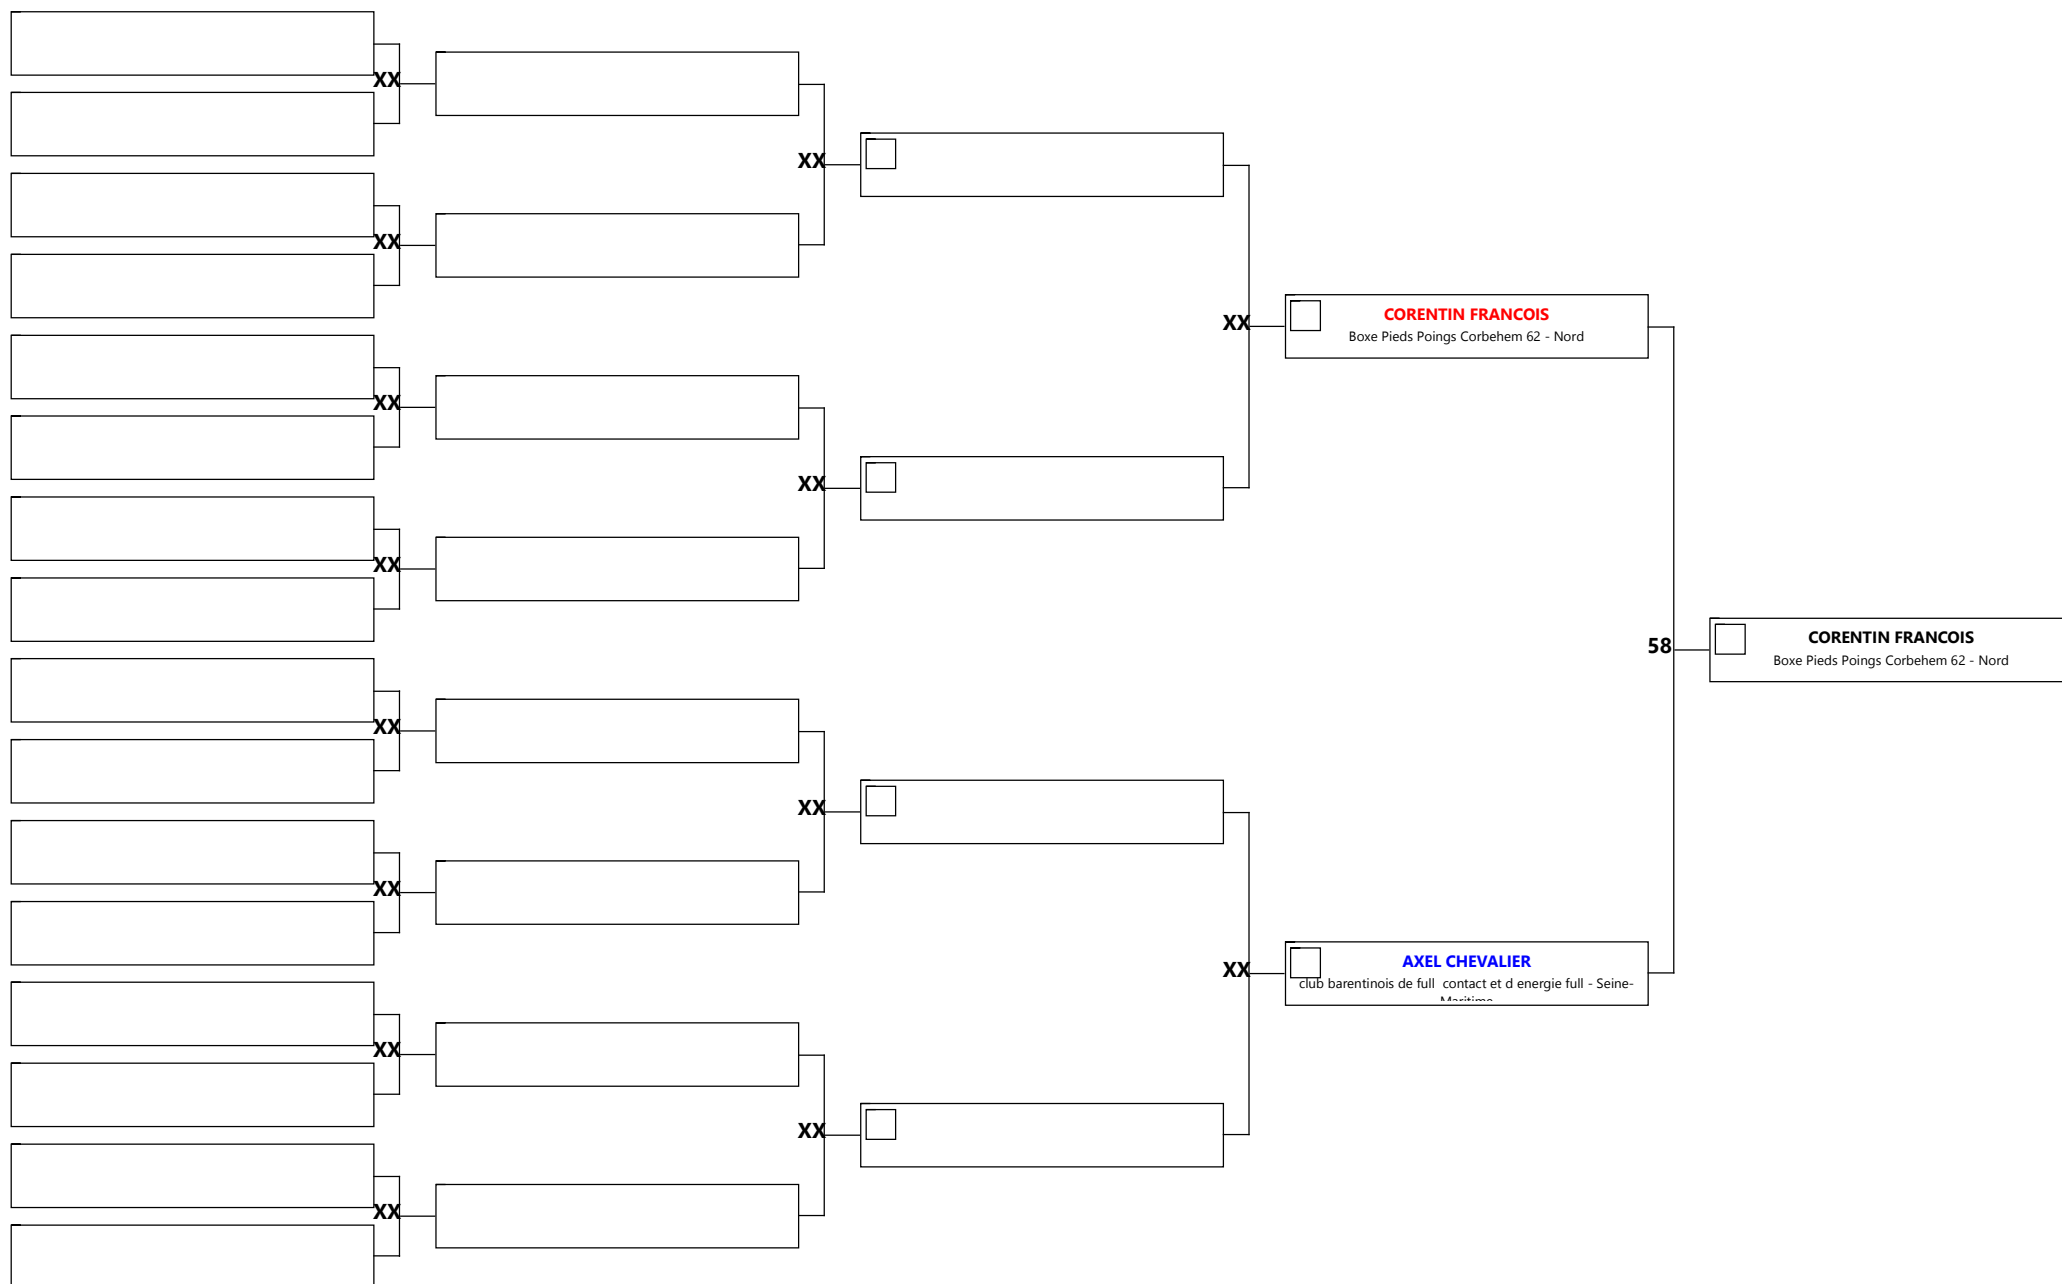 XX
XX
XX
XX
XX
XX
XX
XX
XX
XX
XX
XX
XX
CORENTIN FRANCOIS
Boxe Pieds Poings Corbehem 62 - Nord
XX
58
CORENTIN FRANCOIS
Boxe Pieds Poings Corbehem 62 - Nord
XX
AXEL CHEVALIER
club barentinois de full contact et d energie full - Seine-
Maritime